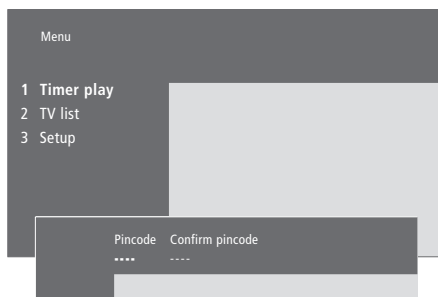 Menu
1 Timer play
2 TV list
3 Setup
Pincode Confirm pincode
---- ----